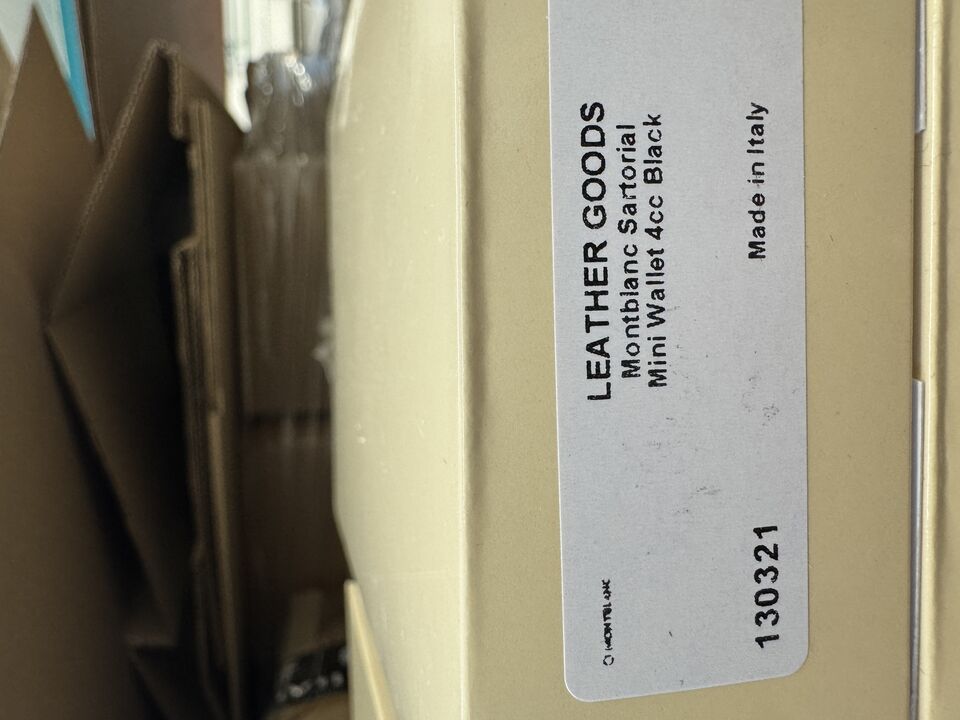 LEATHER GOODS
Montblanc Sartorial
Mini Wallet 4cc Black
MONTBLANC
130321
Made in Italy